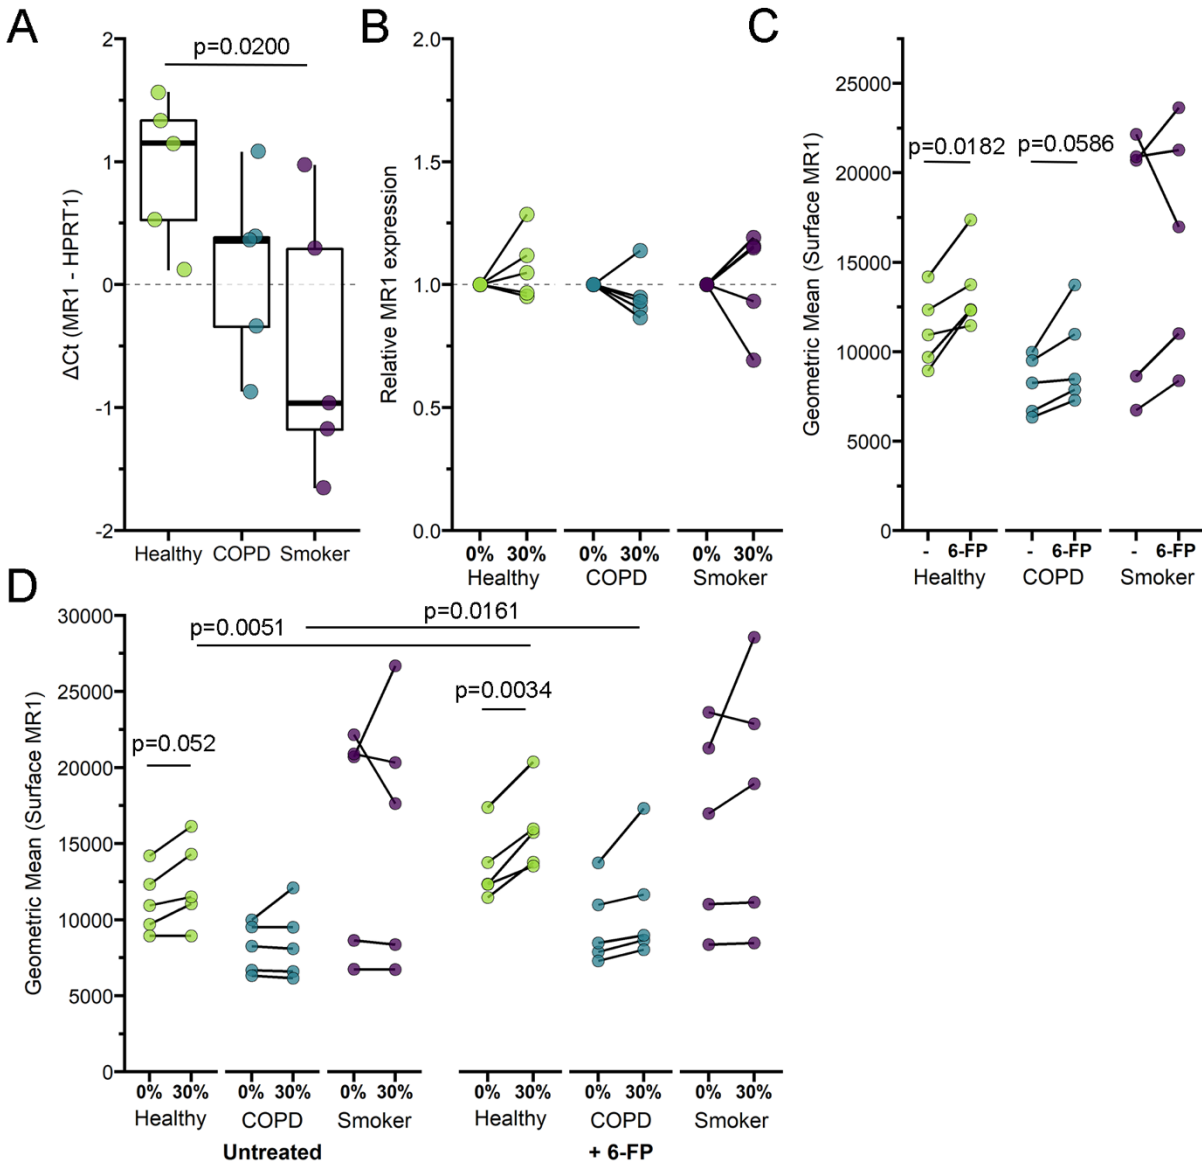 A
B
C
p=0.0200
ΔCt (MR1 - HPRT1)
2
1
0
-1
-2
Healthy COPD Smoker
Relative MR1 expression
2.0
1.5
1.0
0.5
0.0
0% 30% 0% 30% 0% 30%
Healthy COPD Smoker
Geometric Mean (Surface MR1)
25000
20000
15000
10000
5000
0
p=0.0182 p=0.0586
- 6-FP - 6-FP - 6-FP
Healthy COPD Smoker
D
Geometric Mean (Surface MR1)
30000
25000
20000
15000
10000
5000
0
p=0.0161
p=0.0051
p=0.0034
p=0.052
0% 30% 0% 30% 0% 30% 0% 30% 0% 30% 0% 30%
Healthy COPD Smoker Healthy COPD Smoker
Untreated + 6-FP